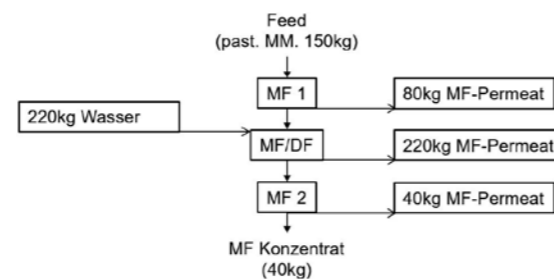 Feed
(past. MM. 150kg)
MF 1
80kg MF-Permeat
220kg Wasser
MF/DF
220kg MF-Permeat
MF 2
40kg MF-Permeat
MF Konzentrat
(40kg)